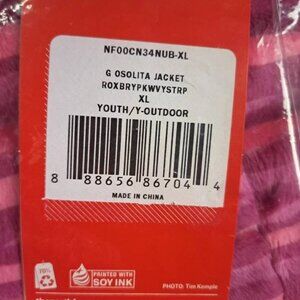 NF00CN34NUB-XL
G OSOLITA JACKET
ROXBRYPKWVYSTRP
XL
YOUTH/Y-OUTDOOR
8 88656 86704 4
MADE IN CHINA
PRINTED WITH
SOY INK
PHOTO: Tim Kemple